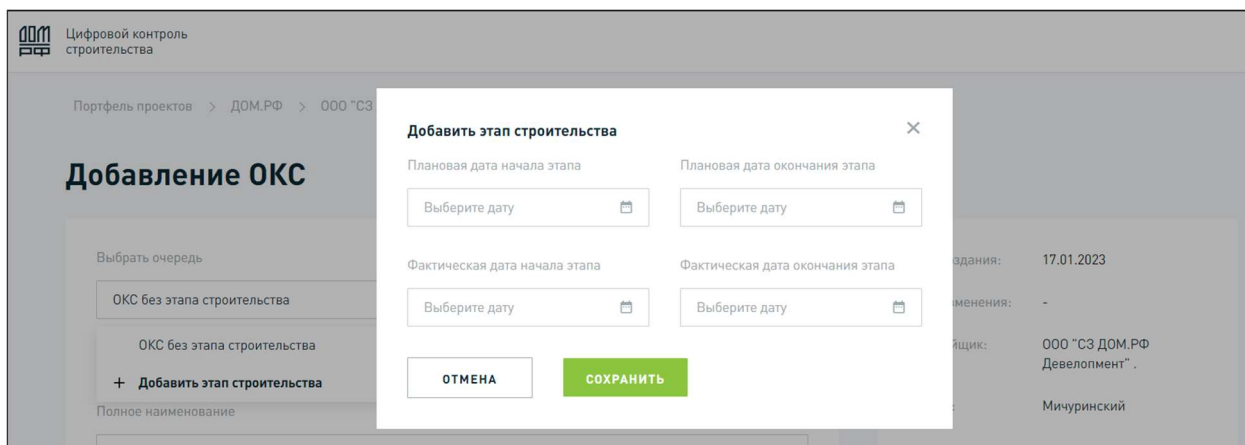 ДОМ
РФ
Цифровой контроль
строительства
Портфель проектов > ДОМ.РФ > ООО "СЗ
Добавление ОКС
Добавить этап строительства
Плановая дата начала этапа
Плановая дата окончания этапа
Выберите дату
Выберите дату
Фактическая дата начала этапа
Фактическая дата окончания этапа
Выберите дату
Выберите дату
ОТМЕНА
СОХРАНИТЬ
Выбрать очередь
ОКС без этапа строительства
ОКС без этапа строительства
+ Добавить этап строительства
Полное наименование
здания:
17.01.2023
менения:
-
йщик:
ООО "СЗ ДОМ.РФ
Девелопмент" .
:
Мичуринский